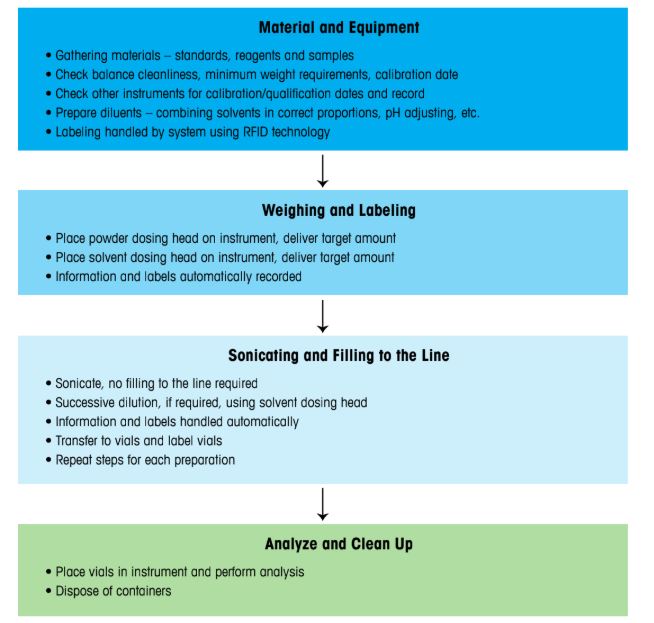 Material and Equipment
• Gathering materials – standards, reagents and samples
• Check balance cleanliness, minimum weight requirements, calibration date
• Check other instruments for calibration/qualification dates and record
• Prepare diluents – combining solvents in correct proportions, pH adjusting, etc.
• Labeling handled by system using RFID technology
Weighing and Labeling
• Place powder dosing head on instrument, deliver target amount
• Place solvent dosing head on instrument, deliver target amount
• Information and labels automatically recorded
Sonicating and Filling to the Line
• Sonicate, no filling to the line required
• Successive dilution, if required, using solvent dosing head
• Information and labels handled automatically
• Transfer to vials and label vials
• Repeat steps for each preparation
Analyze and Clean Up
• Place vials in instrument and perform analysis
• Dispose of containers